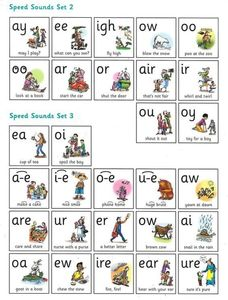 Speed Sounds Set 2
ay ee igh ow oo
may I play? what can you see? fly high blow the snow poo at the zoo
oo ar or air ir
look at a book start the car shut the door that's not fair whirl and twirl
ou oy
shout it out toy for a boy
Speed Sounds Set 3
ea oi
cup of tea spoil the boy
a-e i-e o-e u-e aw
make a cake nice smile phone home huge brute yawn at dawn
are ur er ow ai
care and share nurse with a purse a better letter brown cow snail in the rain
oa ew ire ear ure
goat in a boat chew the stew fire, fire! hear with your ear sure it's pure